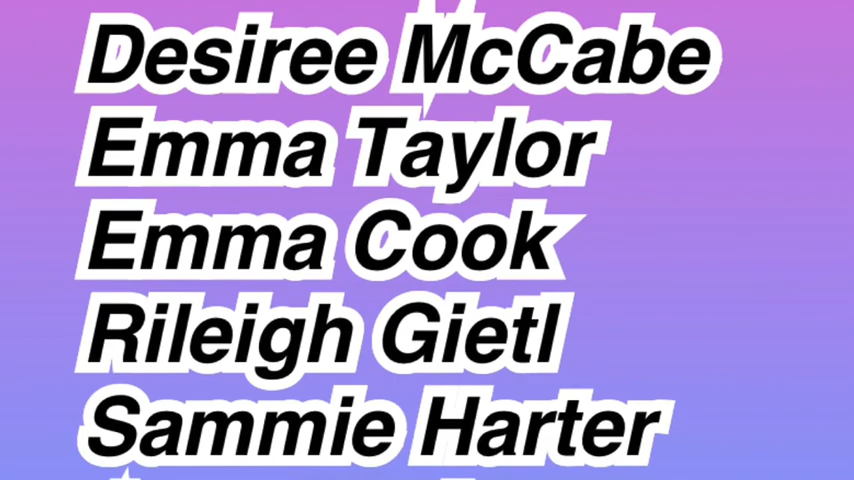 Desiree McCabe
Emma Taylor
Emma Cook
Rileigh Gietl
Sammie Harter